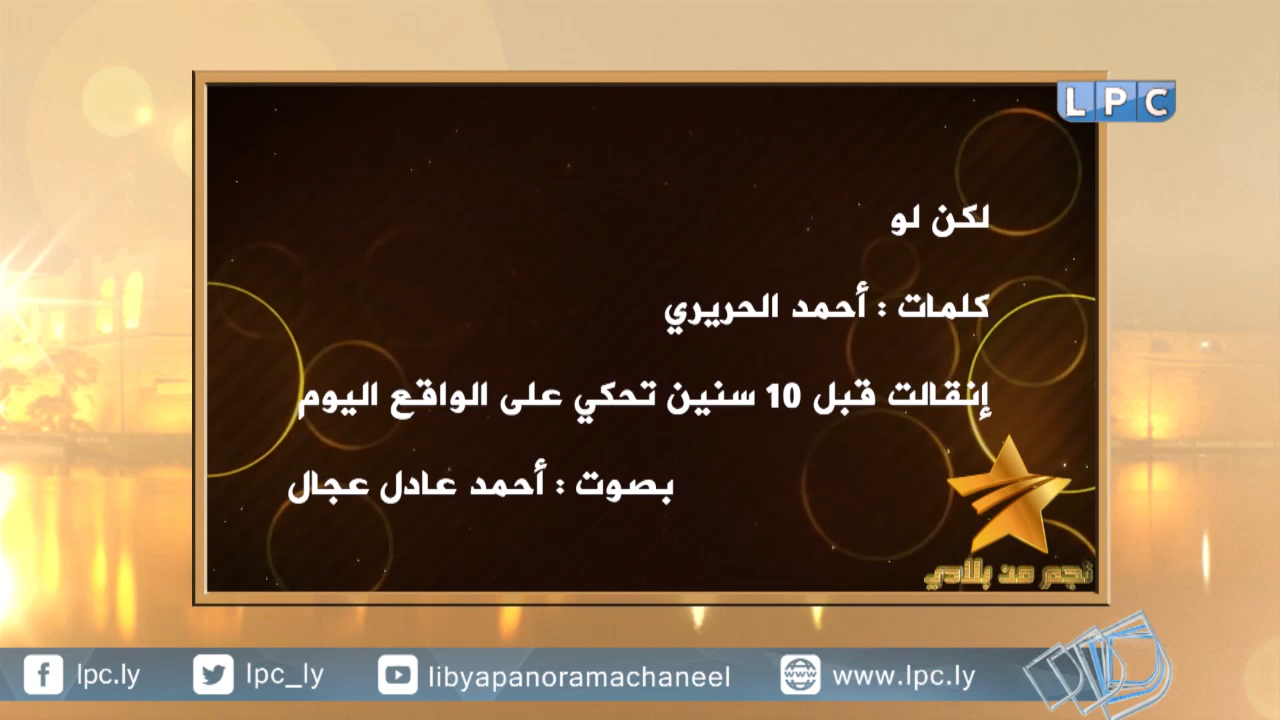 LPC
لكن لو
كلمات : أحمد الحريري
إنقالت قبل 10 سنين تحكي على الواقع اليوم
بصوت : أحمد عادل عجال
نجم من بلادي
lpc.ly
lpc_ly
libyapanoramachaneel
www.lpc.ly